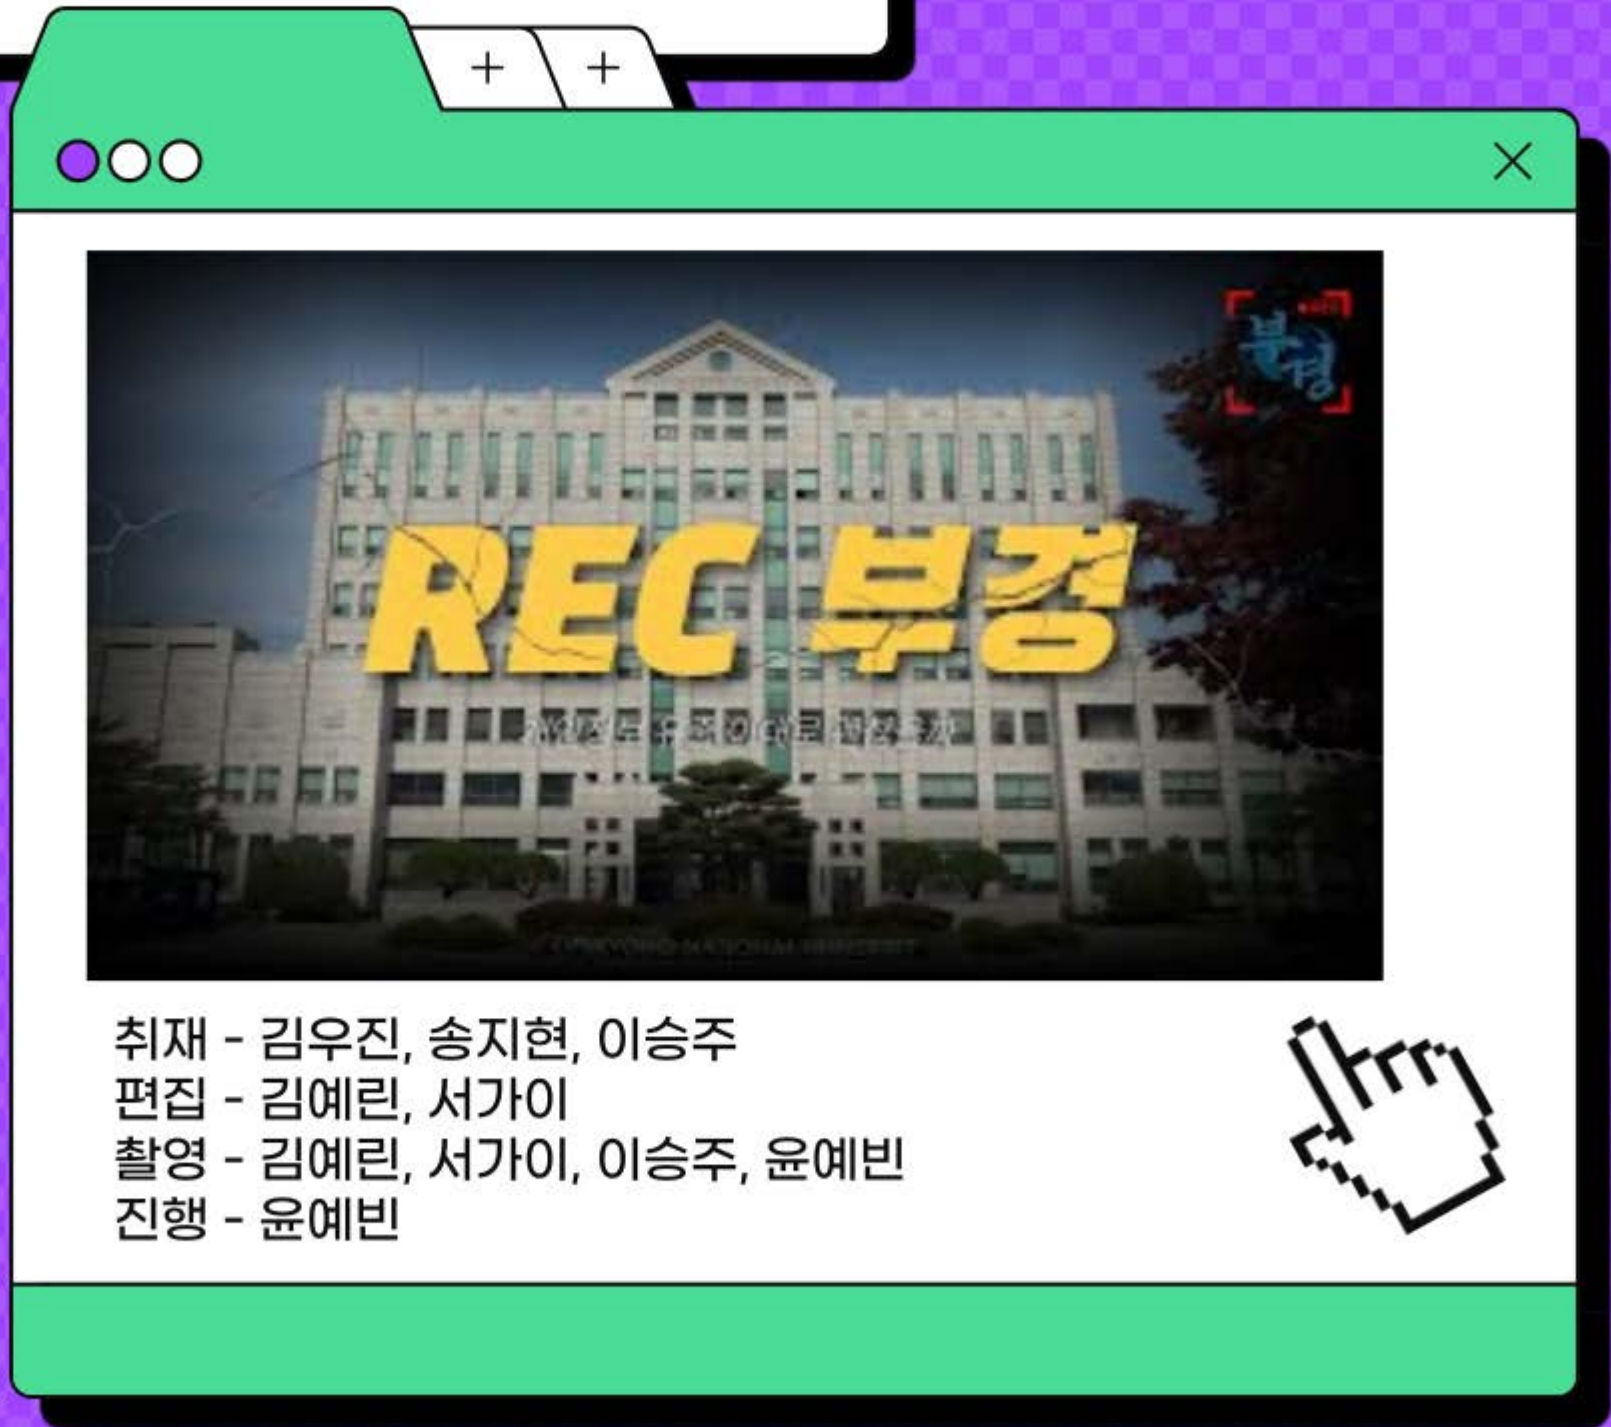 부경
REC 부경
취재 - 김우진, 송지현, 이승주
편집 - 김예린, 서가이
촬영 - 김예린, 서가이, 이승주, 윤예빈
진행 - 윤예빈